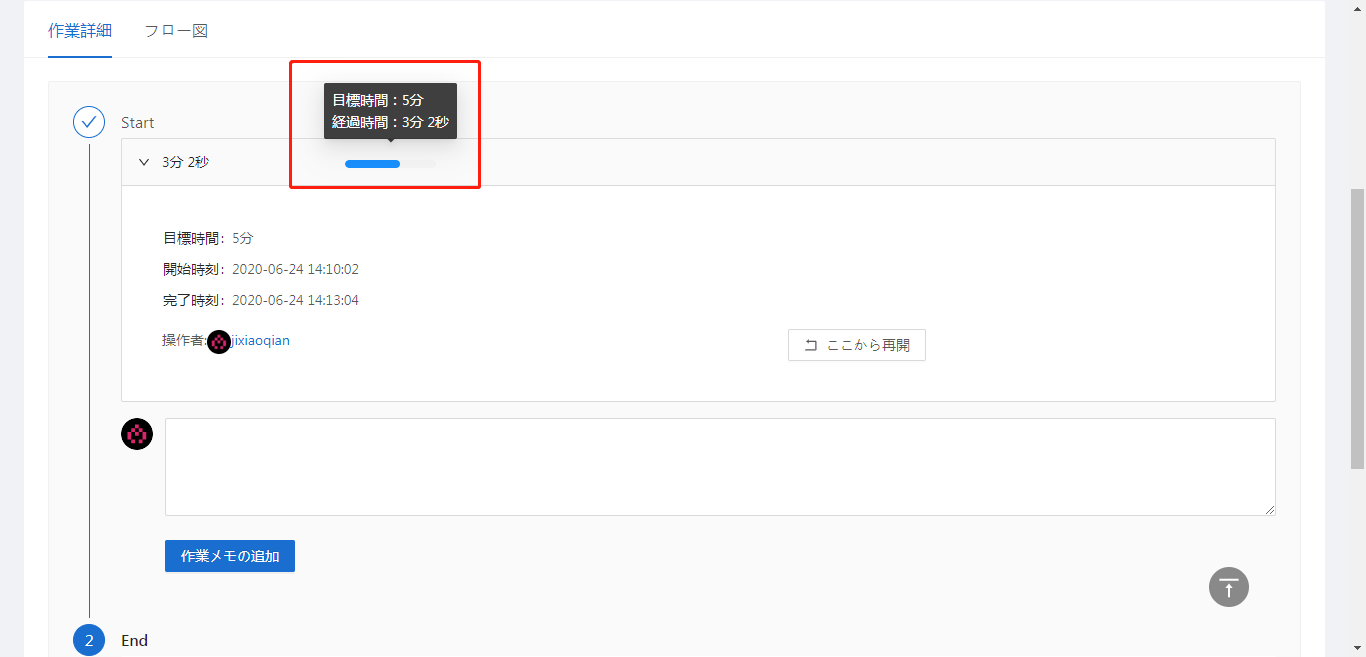 作業詳細 フロー図
目標時間：5分
経過時間：3分 2秒
Start
3分 2秒
目標時間: 5分
開始時刻: 2020-06-24 14:10:02
完了時刻: 2020-06-24 14:13:04
操作者: jixiaoqian
ここから再開
作業メモの追加
2 End